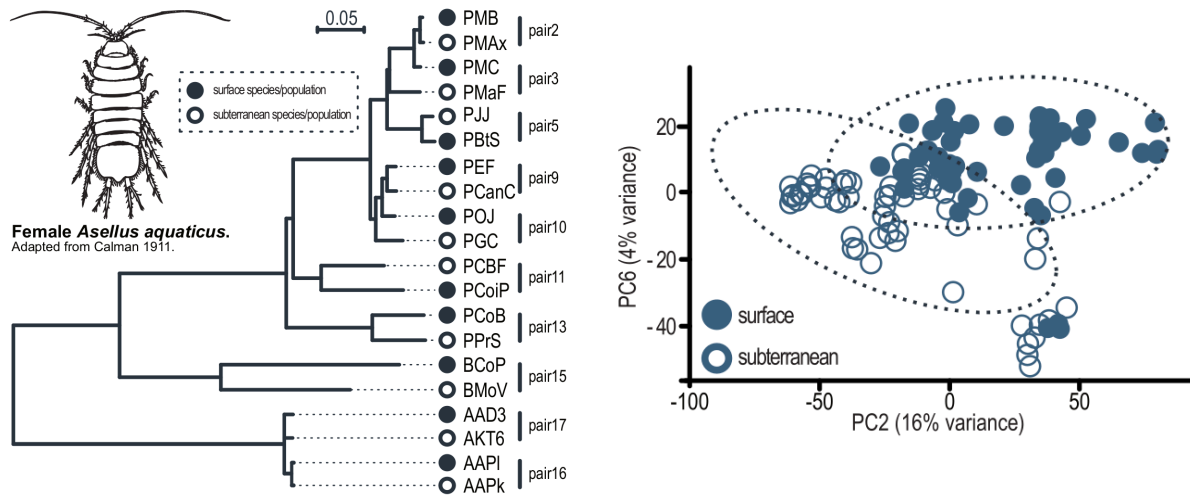 0.05
surface species/population
subterranean species/population
Female Asellus aquaticus.
Adapted from Calman 1911.
PMB
PMAx
pair2
PMC
PMaF
pair3
PJJ
PBtS
pair5
PEF
PCanC
pair9
POJ
PGC
pair10
PCBF
PCoiP
pair11
PCoB
PPrS
pair13
BCoP
BMoV
pair15
AAD3
AKT6
pair17
AAPl
AAPk
pair16
PC6 (4% variance)
20
0
-20
-40
surface
subterranean
-100
-50
0
50
PC2 (16% variance)